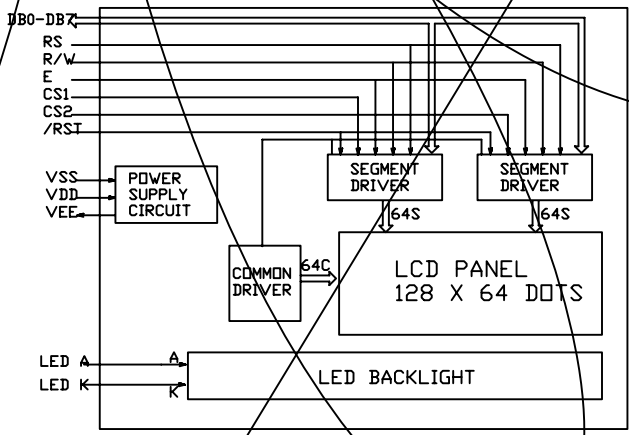 DB0-DB7
RS
R/W
E
CS1
CS2
/RST
SEGMENT DRIVER
SEGMENT DRIVER
VSS
VDD
VEE
POWER
SUPPLY
CIRCUIT
64S
64S
COMMON
DRIVER
64C
LCD PANEL
128 X 64 DOTS
LED A
A
LED K
K
LED BACKLIGHT